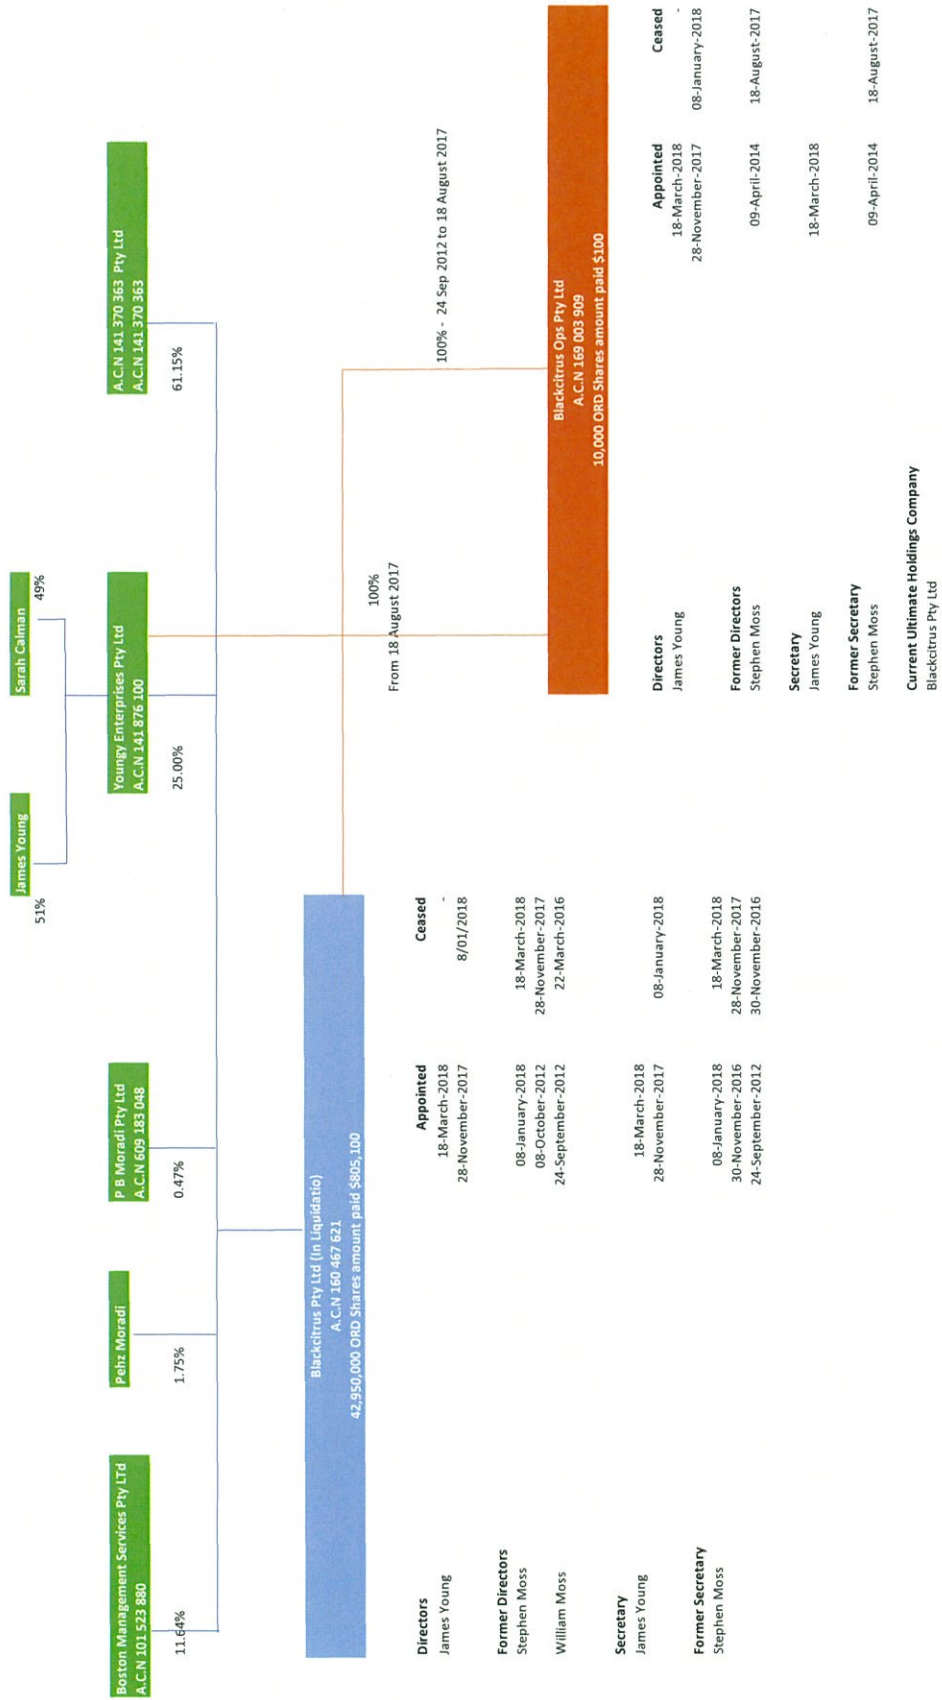 James Young
Sarah Calman
51%
49%
Boston Management Services Pty LTd
A.C.N 101 523 880
Pehz Moradi
P B Moradi Pty Ltd
A.C.N 609 183 048
Youngy Enterprises Pty Ltd
A.C.N 141 876 100
A.C.N 141 370 363 Pty Ltd
A.C.N 141 370 363
11.64%
1.75%
0.47%
25.00%
61.15%
Blackcitrus Pty Ltd (In Liquidatio)
A.C.N 160 467 621
42,950,000 ORD Shares amount paid $805,100
100%
From 18 August 2017
100% - 24 Sep 2012 to 18 August 2017
Appointed Ceased
Directors
James Young 18-March-2018 -
28-November-2017 8/01/2018
Former Directors
Stephen Moss 08-January-2018 18-March-2018
08-October-2012 28-November-2017
William Moss 24-September-2012 22-March-2016
Secretary
James Young 18-March-2018
28-November-2017 08-January-2018
Former Secretary
Stephen Moss 08-January-2018 18-March-2018
30-November-2016 28-November-2017
24-September-2012 30-November-2016
Blackcitrus Ops Pty Ltd
A.C.N 169 003 909
10,000 ORD Shares amount paid $100
Directors Appointed Ceased
James Young 18-March-2018 -
28-November-2017 08-January-2018
Former Directors
Stephen Moss 09-April-2014 18-August-2017
Secretary
James Young 18-March-2018
Former Secretary
Stephen Moss 09-April-2014 18-August-2017
Current Ultimate Holdings Company
Blackcitrus Pty Ltd